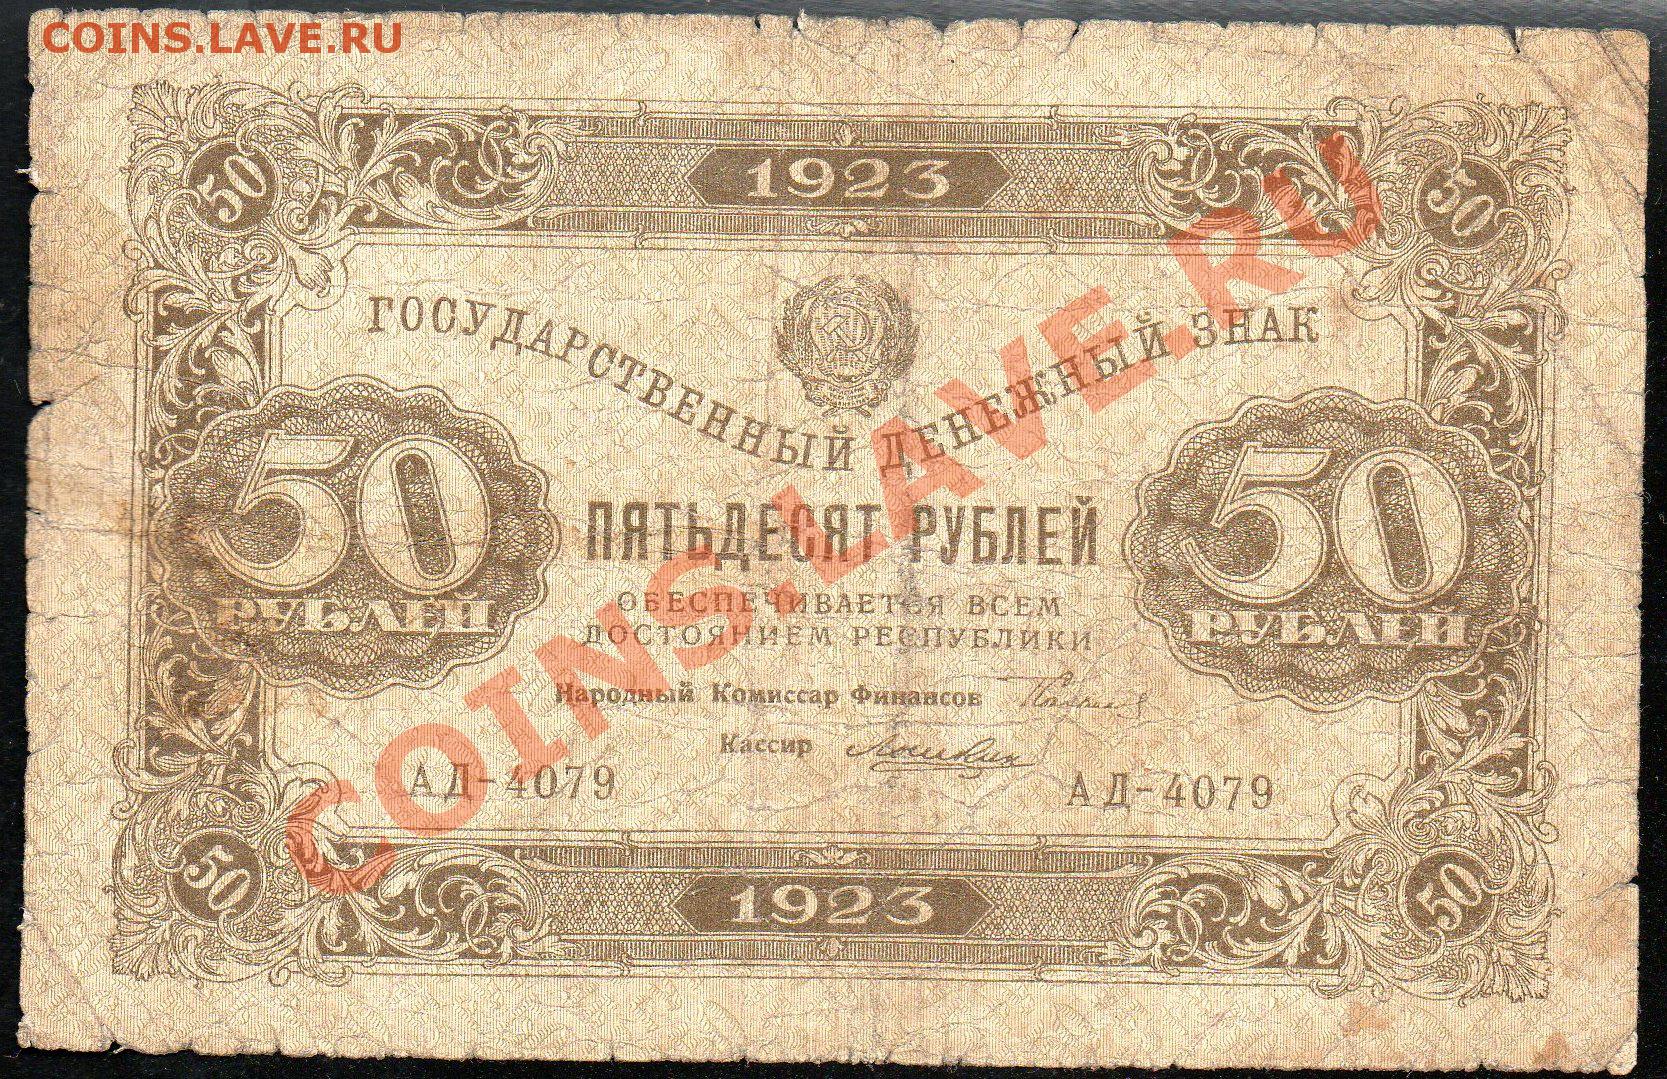 COINS.LAVE.RU
50 1923 50
ГОСУДАРСТВЕННЫЙ ДЕНЕЖНЫЙ ЗНАК
50 РУБЛЕЙ
ПЯТЬДЕСЯТ РУБЛЕЙ
50 РУБЛЕЙ
ОБЕСПЕЧИВАЕТСЯ ВСЕМ
ДОСТОЯНИЕМ РЕСПУБЛИКИ
Народный Комиссар Финансов
Кассир
АД-4079 АД-4079
50 1923 50
COINS.LAVE.RU